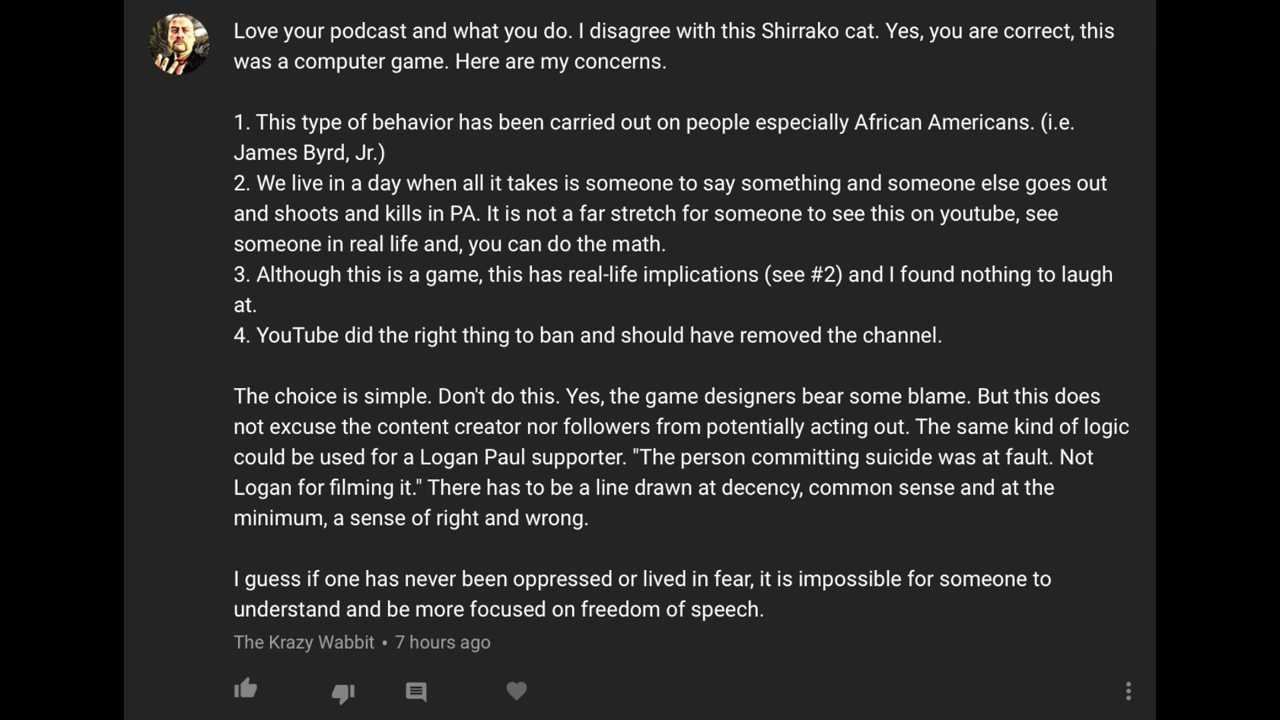 Love your podcast and what you do. I disagree with this Shirrako cat. Yes, you are correct, this
was a computer game. Here are my concerns.
1. This type of behavior has been carried out on people especially African Americans. (i.e.
James Byrd, Jr.)
2. We live in a day when all it takes is someone to say something and someone else goes out
and shoots and kills in PA. It is not a far stretch for someone to see this on youtube, see
someone in real life and, you can do the math.
3. Although this is a game, this has real-life implications (see #2) and I found nothing to laugh
at.
4. YouTube did the right thing to ban and should have removed the channel.
The choice is simple. Don't do this. Yes, the game designers bear some blame. But this does
not excuse the content creator nor followers from potentially acting out. The same kind of logic
could be used for a Logan Paul supporter. "The person committing suicide was at fault. Not
Logan for filming it." There has to be a line drawn at decency, common sense and at the
minimum, a sense of right and wrong.
I guess if one has never been oppressed or lived in fear, it is impossible for someone to
understand and be more focused on freedom of speech.
The Krazy Wabbit • 7 hours ago